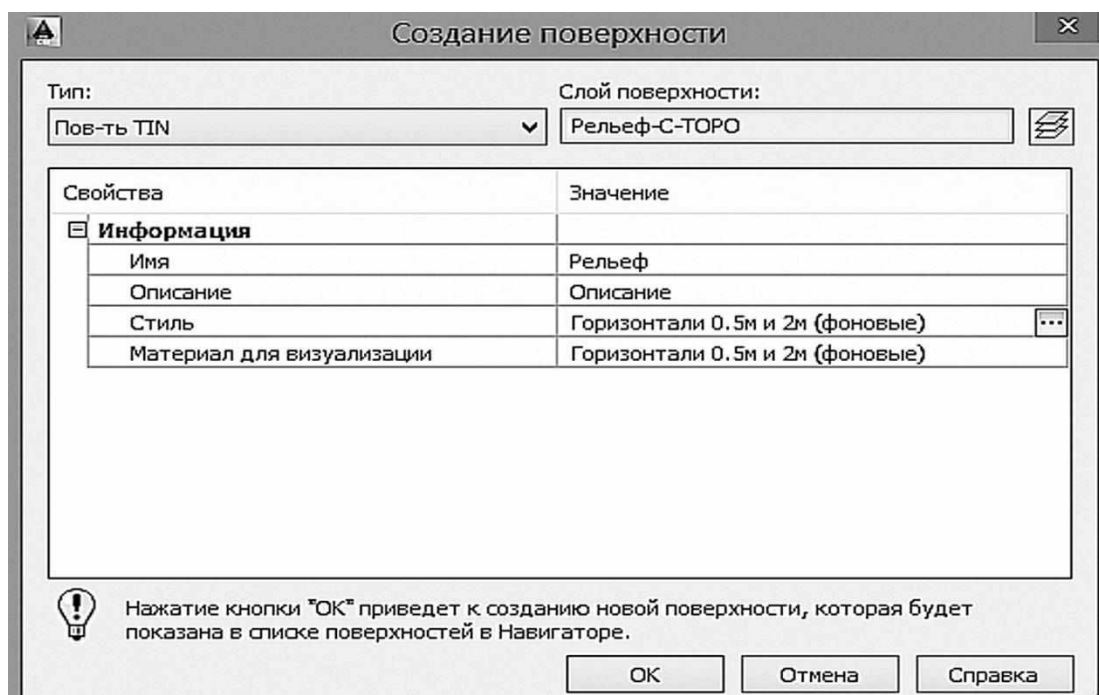 Создание поверхности
Тип:
Слой поверхности:
Пов-ть TIN
Рельеф-C-TOPO
Свойства
Значение
Информация
Имя
Рельеф
Описание
Описание
Стиль
Горизонтали 0.5м и 2м (фоновые)
...
Материал для визуализации
Горизонтали 0.5м и 2м (фоновые)
Нажатие кнопки "ОК" приведет к созданию новой поверхности, которая будет
показана в списке поверхностей в Навигаторе.
ОК
Отмена
Справка